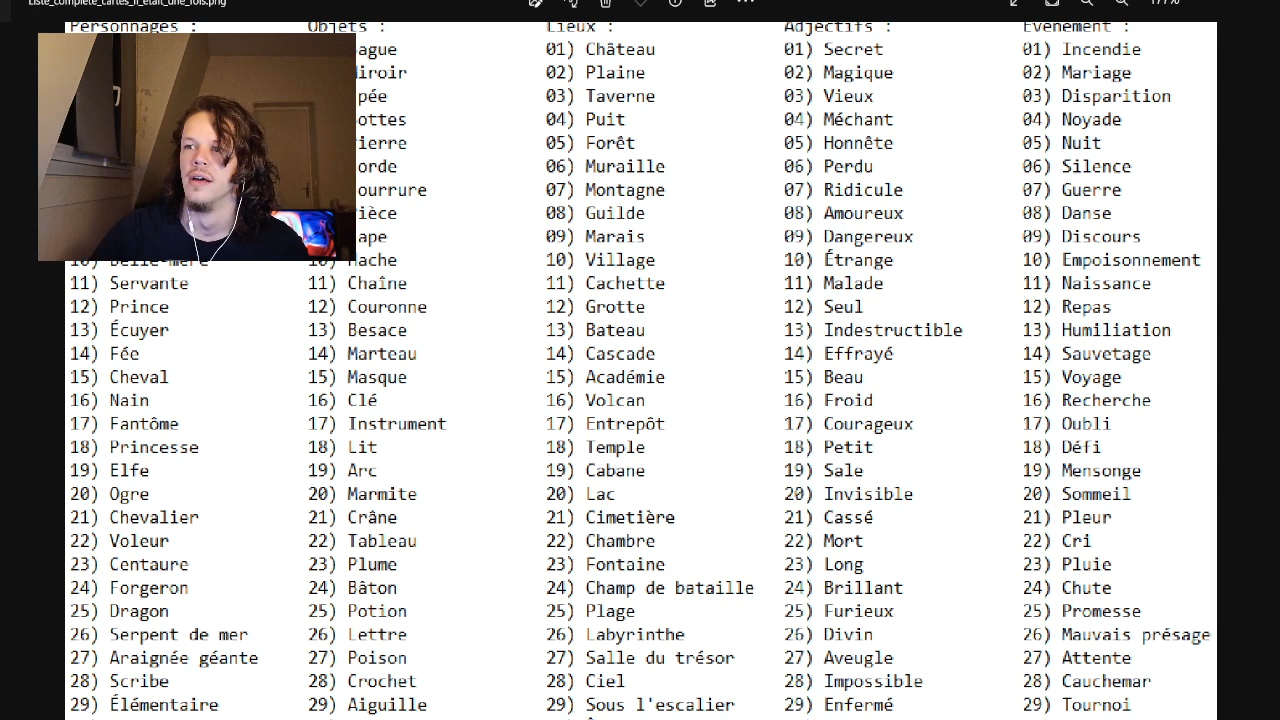 Liste_complete_cartes_il_etait_une_fois.png
Personnages : Objets : Lieux : Adjectifs : Evenement :
01) Château 01) Secret 01) Incendie
02) Plaine 02) Magique 02) Mariage
03) Taverne 03) Vieux 03) Disparition
04) Puit 04) Méchant 04) Noyade
05) Forêt 05) Honnête 05) Nuit
06) Muraille 06) Perdu 06) Silence
07) Montagne 07) Ridicule 07) Guerre
08) Guilde 08) Amoureux 08) Danse
09) Marais 09) Dangereux 09) Discours
10) Belle-mère 10) Hache 10) Village 10) Étrange 10) Empoisonnement
11) Servante 11) Chaîne 11) Cachette 11) Malade 11) Naissance
12) Prince 12) Couronne 12) Grotte 12) Seul 12) Repas
13) Écuyer 13) Besace 13) Bateau 13) Indestructible 13) Humiliation
14) Fée 14) Marteau 14) Cascade 14) Effrayé 14) Sauvetage
15) Cheval 15) Masque 15) Académie 15) Beau 15) Voyage
16) Nain 16) Clé 16) Volcan 16) Froid 16) Recherche
17) Fantôme 17) Instrument 17) Entrepôt 17) Courageux 17) Oubli
18) Princesse 18) Lit 18) Temple 18) Petit 18) Défi
19) Elfe 19) Arc 19) Cabane 19) Sale 19) Mensonge
20) Ogre 20) Marmite 20) Lac 20) Invisible 20) Sommeil
21) Chevalier 21) Crâne 21) Cimetière 21) Cassé 21) Pleur
22) Voleur 22) Tableau 22) Chambre 22) Mort 22) Cri
23) Centaure 23) Plume 23) Fontaine 23) Long 23) Pluie
24) Forgeron 24) Bâton 24) Champ de bataille 24) Brillant 24) Chute
25) Dragon 25) Potion 25) Plage 25) Furieux 25) Promesse
26) Serpent de mer 26) Lettre 26) Labyrinthe 26) Divin 26) Mauvais présage
27) Araignée géante 27) Poison 27) Salle du trésor 27) Aveugle 27) Attente
28) Scribe 28) Crochet 28) Ciel 28) Impossible 28) Cauchemar
29) Élémentaire 29) Aiguille 29) Sous l'escalier 29) Enfermé 29) Tournoi